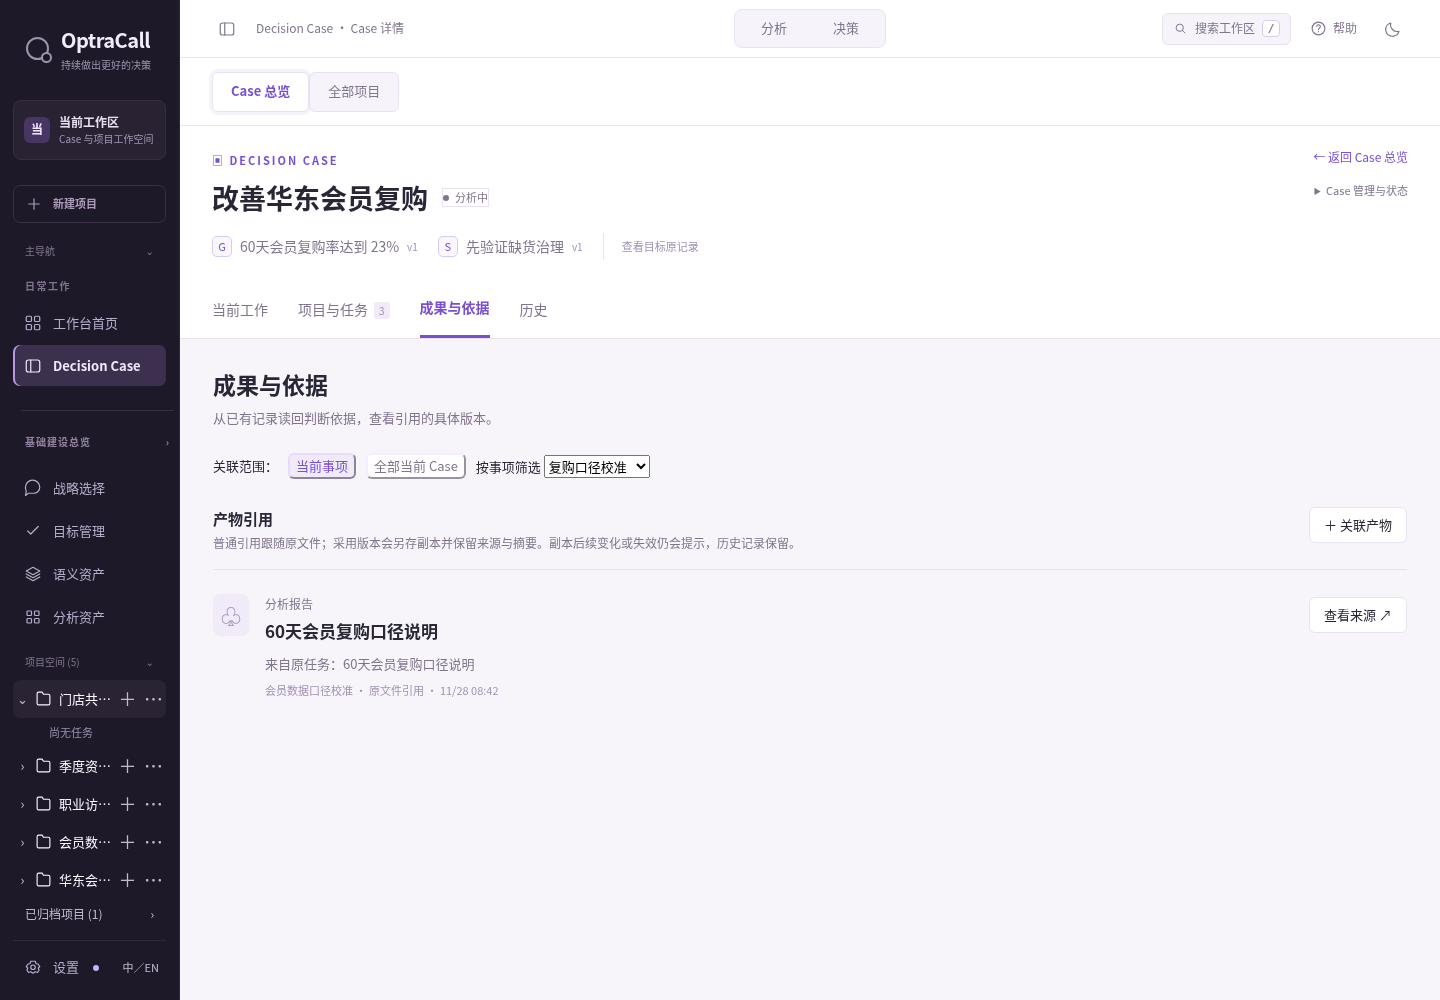 OptraCall
持续做出更好的决策
当
当前工作区
Case 与项目工作空间
新建项目
主导航
日常工作
工作台首页
Decision Case
基础建设总览
战略选择
目标管理
语义资产
分析资产
项目空间 (5)
门店共…
尚无任务
季度资…
职业访…
会员数…
华东会…
已归档项目 (1)
设置
中／EN
Decision Case · Case 详情
分析
决策
搜索工作区 /
帮助
Case 总览
全部项目
DECISION CASE
← 返回 Case 总览
改善华东会员复购
分析中
▶ Case 管理与状态
G 60天会员复购率达到 23% v1
S 先验证缺货治理 v1
查看目标原记录
当前工作
项目与任务 3
成果与依据
历史
成果与依据
从已有记录读回判断依据，查看引用的具体版本。
关联范围：
当前事项
全部当前 Case
按事项筛选
复购口径校准
产物引用
普通引用跟随原文件；采用版本会另存副本并保留来源与摘要。副本后续变化或失效仍会提示，历史记录保留。
＋ 关联产物
分析报告
60天会员复购口径说明
来自原任务：60天会员复购口径说明
会员数据口径校准 · 原文件引用 · 11/28 08:42
查看来源 ↗